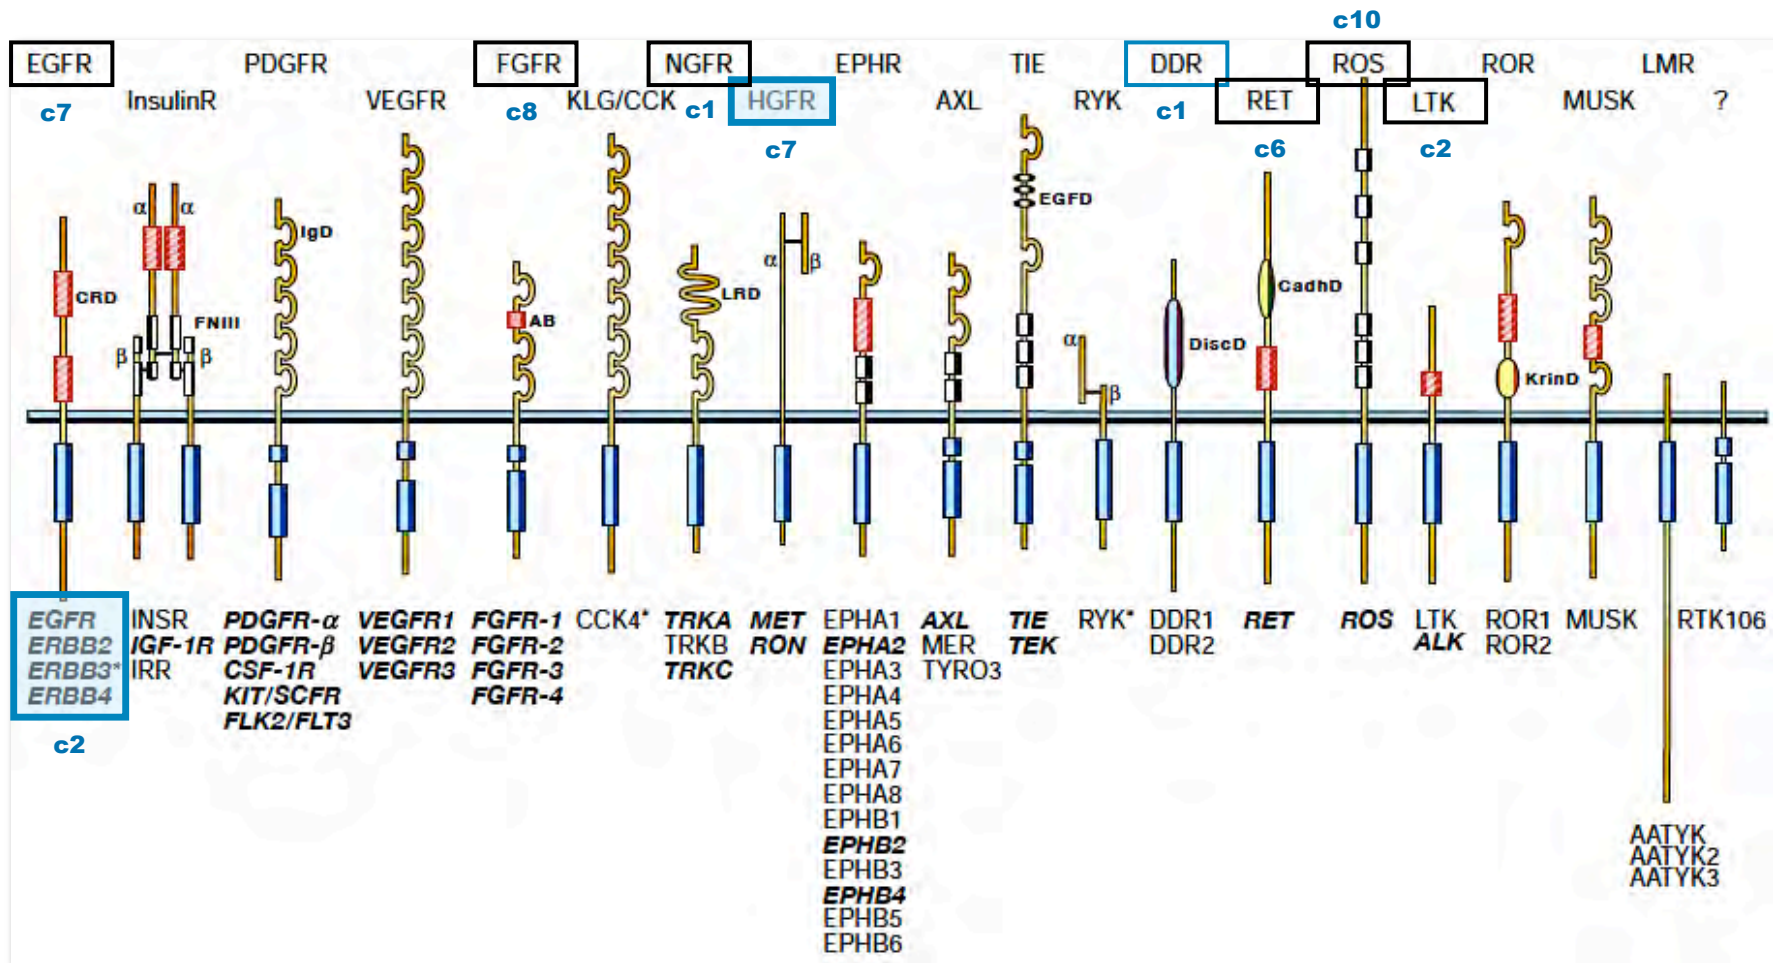 c10
EGFR PDGFR FGFR NGFR EPHR TIE DDR ROS ROR LMR
InsulinR VEGFR KLG/CCK HGFR AXL RYK RET LTK MUSK ?
c7 c8 c1 c1
c7 c6 c2
α α
EGFD
IgD
α β
CadhD
CRD LRD
FNIII AB
α
DiscD
β β
KrinD
β
EGFR
ERBB2
ERBB3*
ERBB4
c2
INSR
IGF-1R
IRR
PDGFR-α
PDGFR-β
CSF-1R
KIT/SCFR
FLK2/FLT3
VEGFR1
VEGFR2
VEGFR3
FGFR-1
FGFR-2
FGFR-3
FGFR-4
CCK4*
TRKA
TRKB
TRKC
MET
RON
EPHA1
EPHA2
EPHA3
EPHA4
EPHA5
EPHA6
EPHA7
EPHA8
EPHB1
EPHB2
EPHB3
EPHB4
EPHB5
EPHB6
AXL
MER
TYRO3
TIE
TEK
RYK*
DDR1
DDR2
RET
ROS
LTK
ALK
ROR1
ROR2
MUSK
AATYK
AATYK2
AATYK3
RTK106